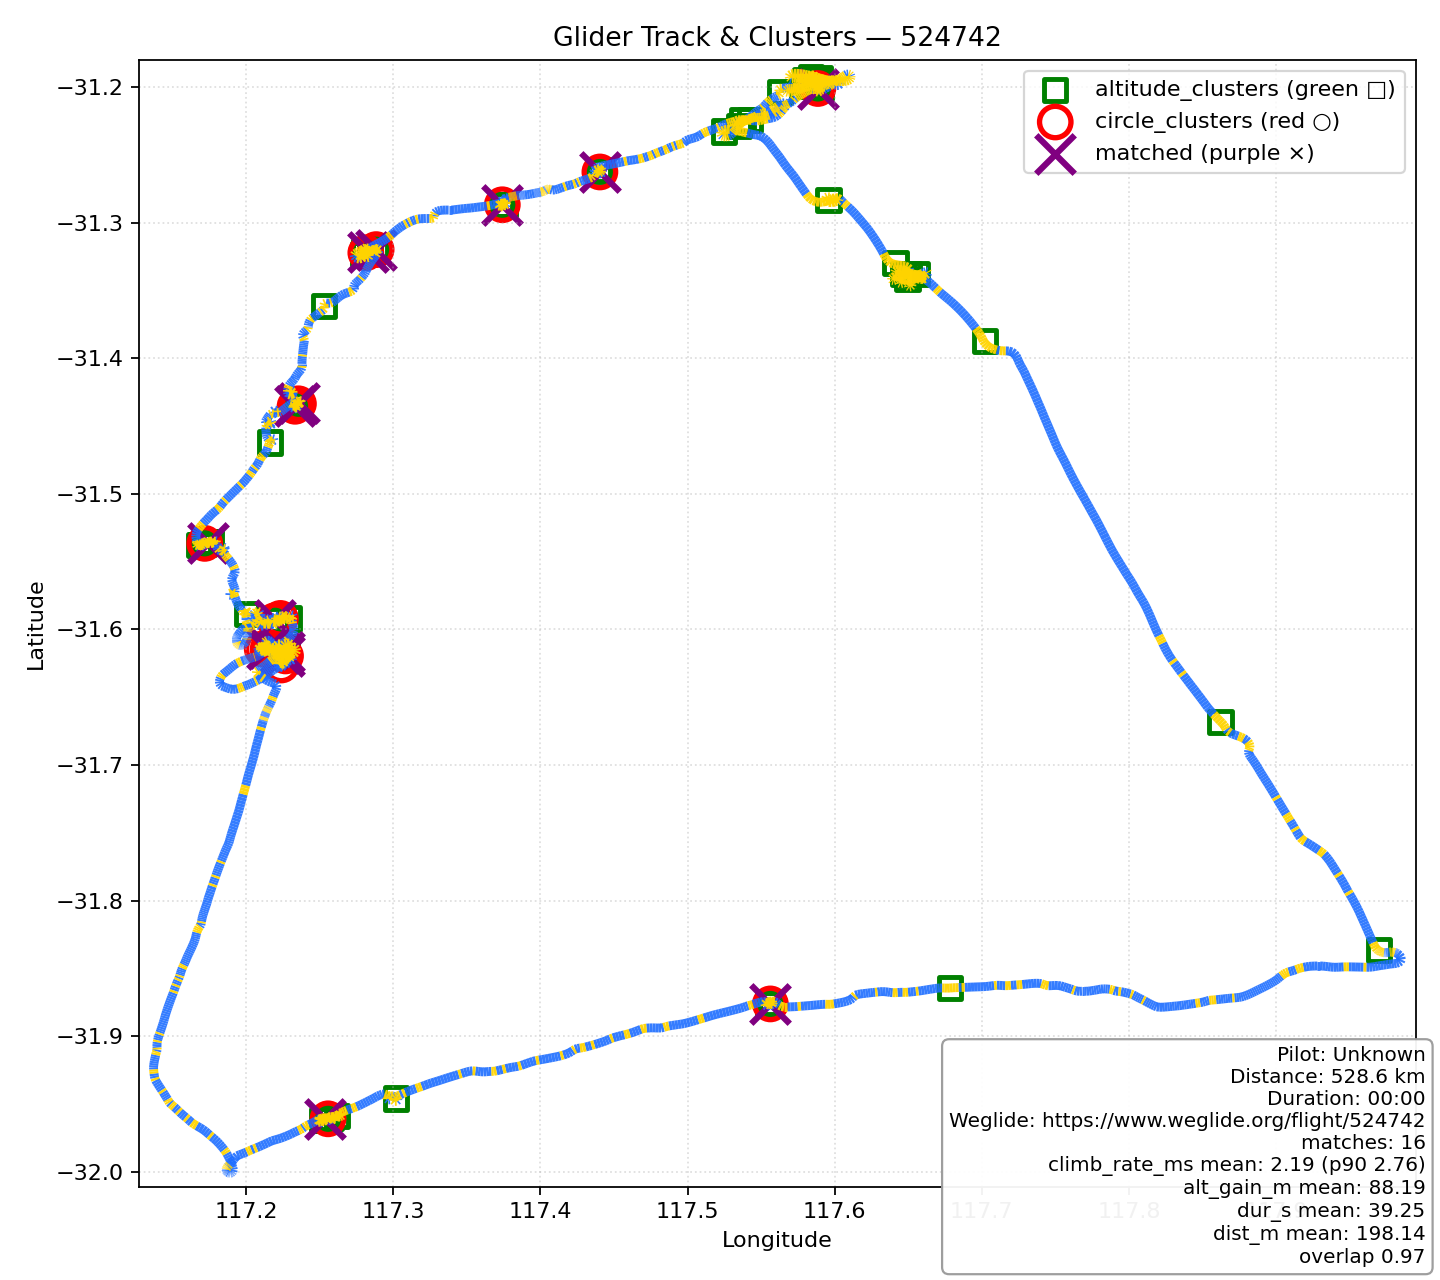 Glider Track & Clusters — 524742
altitude_clusters (green □)
circle_clusters (red ○)
matched (purple ×)
Latitude
−31.2
−31.3
−31.4
−31.5
−31.6
−31.7
−31.8
−31.9
−32.0
117.2
117.3
117.4
117.5
117.6
117.7
117.8
Longitude
Pilot: Unknown
Distance: 528.6 km
Duration: 00:00
Weglide: https://www.weglide.org/flight/524742
matches: 16
climb_rate_ms mean: 2.19 (p90 2.76)
alt_gain_m mean: 88.19
dur_s mean: 39.25
dist_m mean: 198.14
overlap 0.97